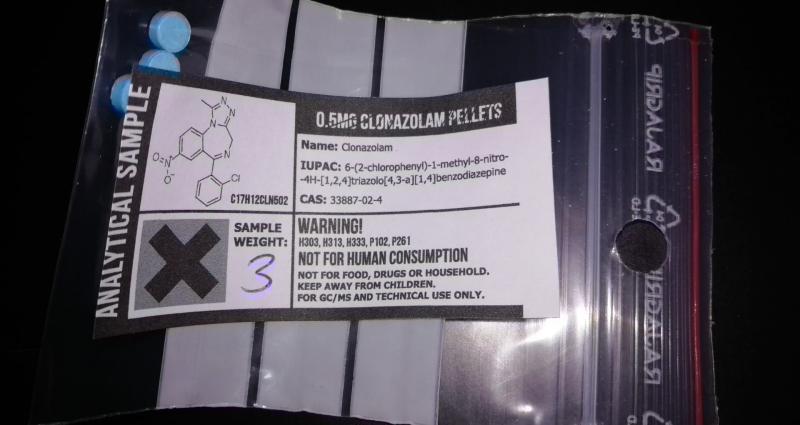 ANALYTICAL SAMPLE
N
N
N
N
N
O₂
N⁺
O⁻
Cl
C17H12CLN5O2
0.5MG CLONAZOLAM PELLETS
Name: Clonazolam
IUPAC: 6-(2-chlorophenyl)-1-methyl-8-nitro-
-4H-[1,2,4]triazolo[4,3-a][1,4]benzodiazepine
CAS: 33887-02-4
SAMPLE
WEIGHT:
3
WARNING!
H303, H313, H333, P102, P261
NOT FOR HUMAN CONSUMPTION
NOT FOR FOOD, DRUGS OR HOUSEHOLD.
KEEP AWAY FROM CHILDREN.
FOR GC/MS AND TECHNICAL USE ONLY.